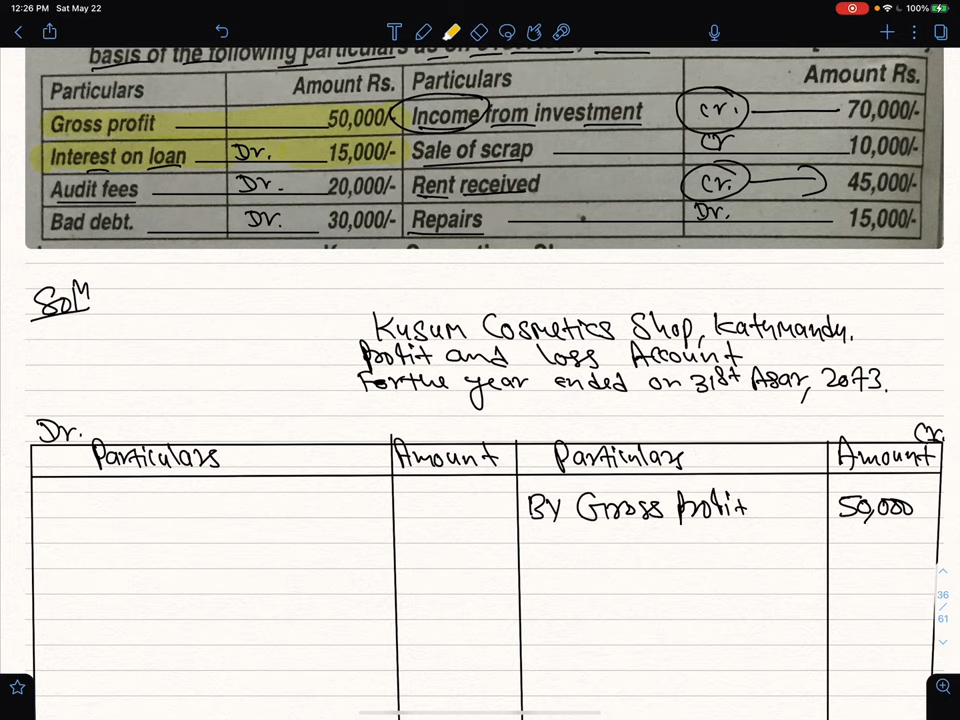 12:26 PM Sat May 22
100%
basis of the following particulars as on
Particulars Amount Rs. Particulars Amount Rs.
Gross profit 50,000/- Income from investment Cr. 70,000/-
Interest on loan Dr. 15,000/- Sale of scrap Cr 10,000/-
Audit fees Dr. 20,000/- Rent received Cr. 45,000/-
Bad debt. Dr. 30,000/- Repairs Dr. 15,000/-
Soln
Kusum Cosmetics Shop, Kathmandu.
Profit and loss Account
For the year ended on 31st Asar, 2073.
Dr. Cr.
Particulars Amount Particulars Amount
By Gross profit 50,000
36
/
61